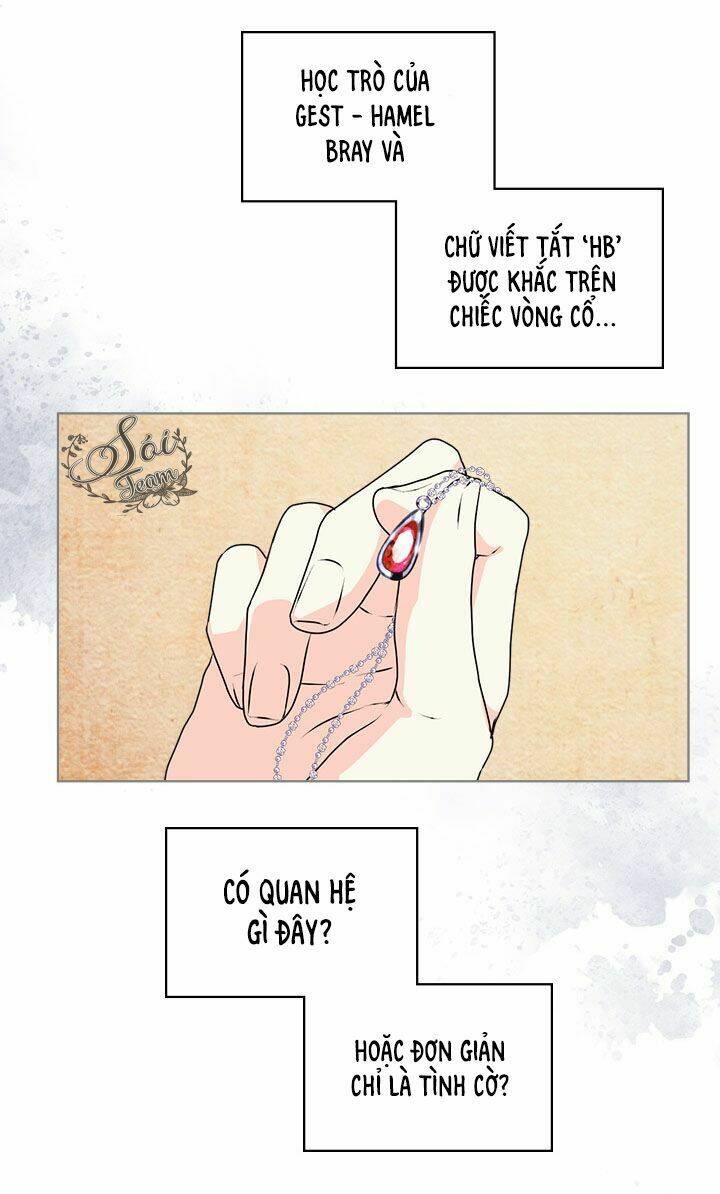 HỌC TRÒ CỦA
GEST - HAMEL
BRAY VÀ
CHỮ VIẾT TẮT 'HB'
ĐƯỢC KHẮC TRÊN
CHIẾC VÒNG CỔ...
Sói
Team
CÓ QUAN HỆ
GÌ ĐÂY?
HOẶC ĐƠN GIẢN
CHỈ LÀ TÌNH CỜ?